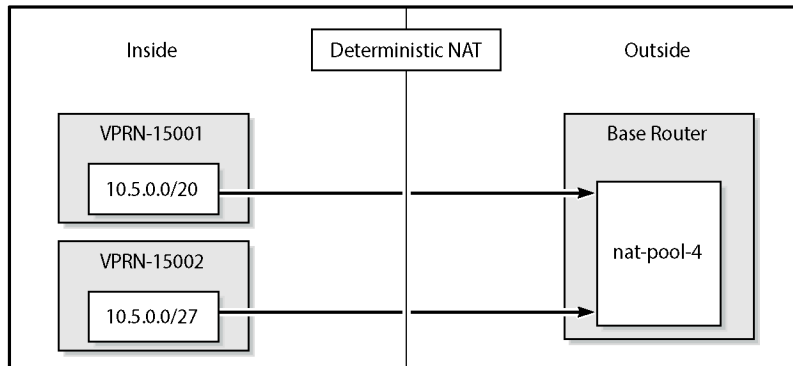 Inside
Deterministic NAT
Outside
VPRN-15001
10.5.0.0/20
VPRN-15002
10.5.0.0/27
Base Router
nat-pool-4